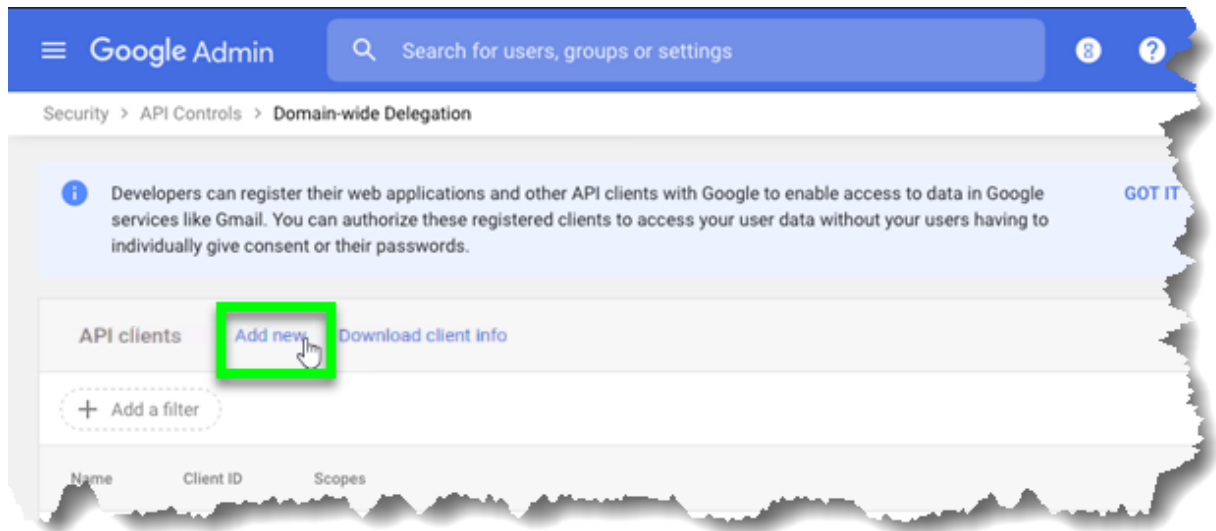 Google Admin
Search for users, groups or settings
8
?
Security > API Controls > Domain-wide Delegation
Developers can register their web applications and other API clients with Google to enable access to data in Google
services like Gmail. You can authorize these registered clients to access your user data without your users having to
individually give consent or their passwords.
GOT IT
API clients
Add new
Download client info
+ Add a filter
Name
Client ID
Scopes